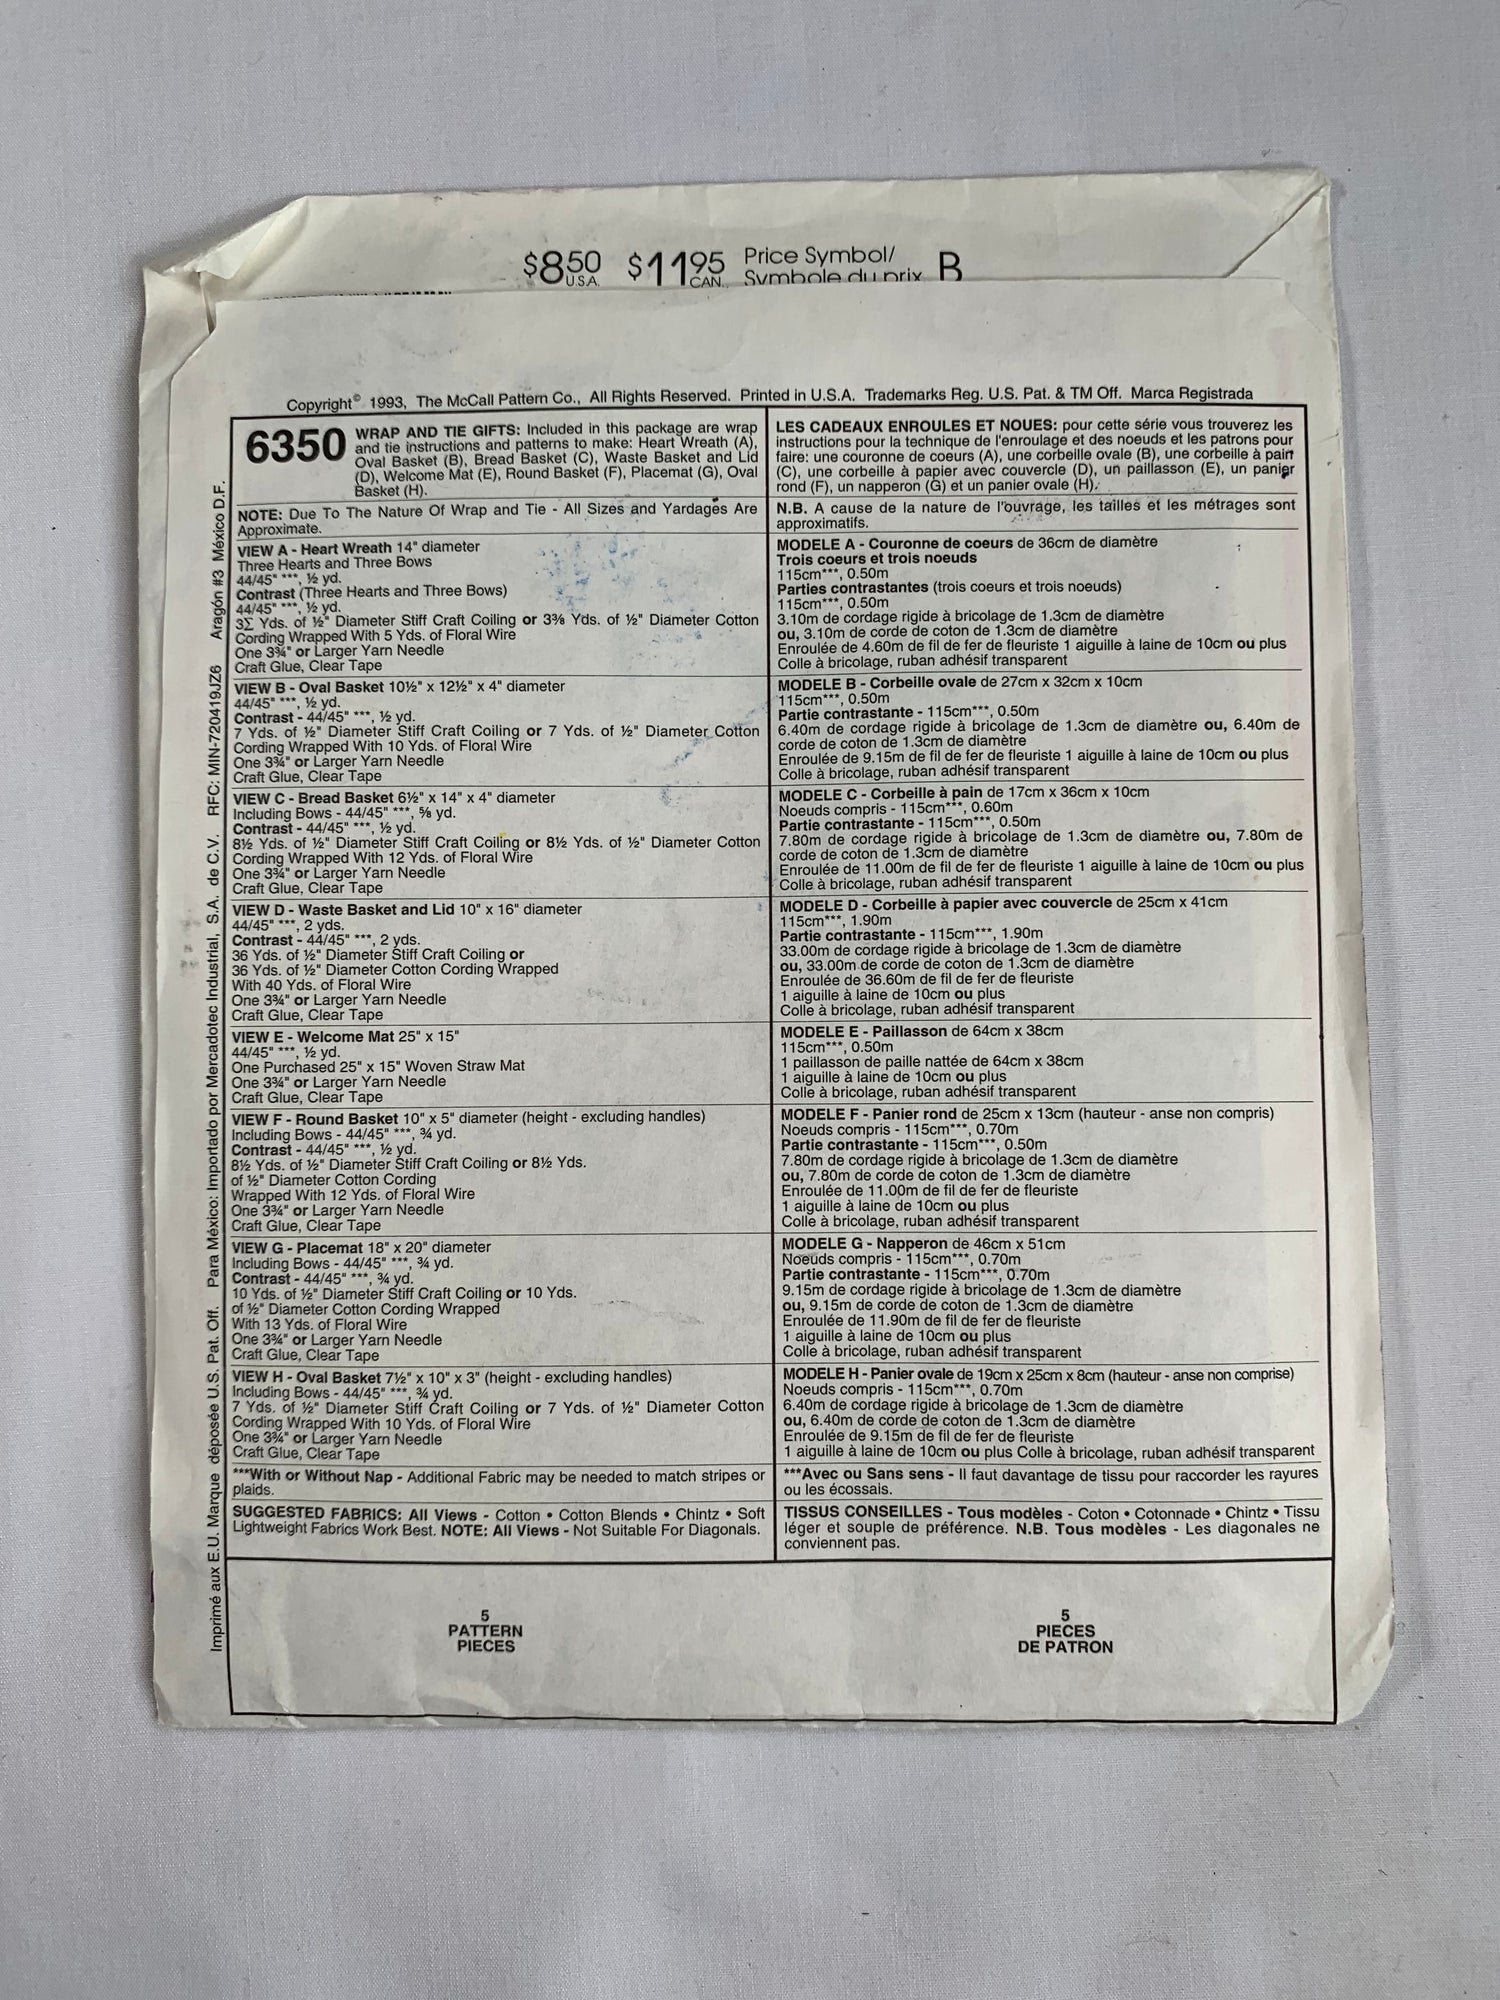 $8.50 U.S.A. $11.95 CAN. Price Symbol/ Symbole du prix B
Copyright© 1993, The McCall Pattern Co., All Rights Reserved. Printed in U.S.A. Trademarks Reg. U.S. Pat. & TM Off. Marca Registrada
6350
WRAP AND TIE GIFTS: Included in this package are wrap
and tie instructions and patterns to make: Heart Wreath (A),
Oval Basket (B), Bread Basket (C), Waste Basket and Lid
(D), Welcome Mat (E), Round Basket (F), Placemat (G), Oval
Basket (H).
NOTE: Due To The Nature Of Wrap and Tie - All Sizes and Yardages Are
Approximate.
VIEW A - Heart Wreath 14" diameter
Three Hearts and Three Bows
44/45" ***, ½ yd.
Contrast (Three Hearts and Three Bows)
44/45" ***, ½ yd.
3Σ Yds. of ½" Diameter Stiff Craft Coiling or 3⅜ Yds. of ½" Diameter Cotton
Cording Wrapped With 5 Yds. of Floral Wire
One 3¾" or Larger Yarn Needle
Craft Glue, Clear Tape
VIEW B - Oval Basket 10½" x 12½" x 4" diameter
44/45" ***, ½ yd.
Contrast - 44/45" ***, ½ yd.
7 Yds. of ½" Diameter Stiff Craft Coiling or 7 Yds. of ½" Diameter Cotton
Cording Wrapped With 10 Yds. of Floral Wire
One 3¾" or Larger Yarn Needle
Craft Glue, Clear Tape
VIEW C - Bread Basket 6½" x 14" x 4" diameter
Including Bows - 44/45" ***, ⅝ yd.
Contrast - 44/45" ***, ½ yd.
8½ Yds. of ½" Diameter Stiff Craft Coiling or 8½ Yds. of ½" Diameter Cotton
Cording Wrapped With 12 Yds. of Floral Wire
One 3¾" or Larger Yarn Needle
Craft Glue, Clear Tape
VIEW D - Waste Basket and Lid 10" x 16" diameter
44/45" ***, 2 yds.
Contrast - 44/45" ***, 2 yds.
36 Yds. of ½" Diameter Stiff Craft Coiling or
36 Yds. of ½" Diameter Cotton Cording Wrapped
With 40 Yds. of Floral Wire
One 3¾" or Larger Yarn Needle
Craft Glue, Clear Tape
VIEW E - Welcome Mat 25" x 15"
44/45" ***, ½ yd.
One Purchased 25" x 15" Woven Straw Mat
One 3¾" or Larger Yarn Needle
Craft Glue, Clear Tape
VIEW F - Round Basket 10" x 5" diameter (height - excluding handles)
Including Bows - 44/45" ***, ¾ yd.
Contrast - 44/45" ***, ½ yd.
8½ Yds. of ½" Diameter Stiff Craft Coiling or 8½ Yds.
of ½" Diameter Cotton Cording
Wrapped With 12 Yds. of Floral Wire
One 3¾" or Larger Yarn Needle
Craft Glue, Clear Tape
VIEW G - Placemat 18" x 20" diameter
Including Bows - 44/45" ***, ¾ yd.
Contrast - 44/45" ***, ¾ yd.
10 Yds. of ½" Diameter Stiff Craft Coiling or 10 Yds.
of ½" Diameter Cotton Cording Wrapped
With 13 Yds. of Floral Wire
One 3¾" or Larger Yarn Needle
Craft Glue, Clear Tape
VIEW H - Oval Basket 7½" x 10" x 3" (height - excluding handles)
Including Bows - 44/45" ***, ¾ yd.
7 Yds. of ½" Diameter Stiff Craft Coiling or 7 Yds. of ½" Diameter Cotton
Cording Wrapped With 10 Yds. of Floral Wire
One 3¾" or Larger Yarn Needle
Craft Glue, Clear Tape
***With or Without Nap - Additional Fabric may be needed to match stripes or
plaids.
SUGGESTED FABRICS: All Views - Cotton • Cotton Blends • Chintz • Soft
Lightweight Fabrics Work Best. NOTE: All Views - Not Suitable For Diagonals.
5
PATTERN
PIECES
LES CADEAUX ENROULES ET NOUES: pour cette série vous trouverez les
instructions pour la technique de l'enroulage et des noeuds et les patrons pour
faire: une couronne de coeurs (A), une corbeille ovale (B), une corbeille à pain
(C), une corbeille à papier avec couvercle (D), un paillasson (E), un panier
rond (F), un napperon (G) et un panier ovale (H).
N.B. A cause de la nature de l'ouvrage, les tailles et les métrages sont
approximatifs.
MODELE A - Couronne de coeurs de 36cm de diamètre
Trois coeurs et trois noeuds
115cm***, 0.50m
Parties contrastantes (trois coeurs et trois noeuds)
115cm***, 0.50m
3.10m de cordage rigide à bricolage de 1.3cm de diamètre
ou, 3.10m de corde de coton de 1.3cm de diamètre
Enroulée de 4.60m de fil de fer de fleuriste 1 aiguille à laine de 10cm ou plus
Colle à bricolage, ruban adhésif transparent
MODELE B - Corbeille ovale de 27cm x 32cm x 10cm
115cm***, 0.50m
Partie contrastante - 115cm***, 0.50m
6.40m de cordage rigide à bricolage de 1.3cm de diamètre ou, 6.40m de
corde de coton de 1.3cm de diamètre
Enroulée de 9.15m de fil de fer de fleuriste 1 aiguille à laine de 10cm ou plus
Colle à bricolage, ruban adhésif transparent
MODELE C - Corbeille à pain de 17cm x 36cm x 10cm
Noeuds compris - 115cm***, 0.60m
Partie contrastante - 115cm***, 0.50m
7.80m de cordage rigide à bricolage de 1.3cm de diamètre ou, 7.80m de
corde de coton de 1.3cm de diamètre
Enroulée de 11.00m de fil de fer de fleuriste 1 aiguille à laine de 10cm ou plus
Colle à bricolage, ruban adhésif transparent
MODELE D - Corbeille à papier avec couvercle de 25cm x 41cm
115cm***, 1.90m
Partie contrastante - 115cm***, 1.90m
33.00m de cordage rigide à bricolage de 1.3cm de diamètre
ou, 33.00m de corde de coton de 1.3cm de diamètre
Enroulée de 36.60m de fil de fer de fleuriste
1 aiguille à laine de 10cm ou plus
Colle à bricolage, ruban adhésif transparent
MODELE E - Paillasson de 64cm x 38cm
115cm***, 0.50m
1 paillasson de paille nattée de 64cm x 38cm
1 aiguille à laine de 10cm ou plus
Colle à bricolage, ruban adhésif transparent
MODELE F - Panier rond de 25cm x 13cm (hauteur - anse non compris)
Noeuds compris - 115cm***, 0.70m
Partie contrastante - 115cm***, 0.50m
7.80m de cordage rigide à bricolage de 1.3cm de diamètre
ou, 7.80m de corde de coton de 1.3cm de diamètre
Enroulée de 11.00m de fil de fer de fleuriste
1 aiguille à laine de 10cm ou plus
Colle à bricolage, ruban adhésif transparent
MODELE G - Napperon de 46cm x 51cm
Noeuds compris - 115cm***, 0.70m
Partie contrastante - 115cm***, 0.70m
9.15m de cordage rigide à bricolage de 1.3cm de diamètre
ou, 9.15m de corde de coton de 1.3cm de diamètre
Enroulée de 11.90m de fil de fer de fleuriste
1 aiguille à laine de 10cm ou plus
Colle à bricolage, ruban adhésif transparent
MODELE H - Panier ovale de 19cm x 25cm x 8cm (hauteur - anse non comprise)
Noeuds compris - 115cm***, 0.70m
6.40m de cordage rigide à bricolage de 1.3cm de diamètre
ou, 6.40m de corde de coton de 1.3cm de diamètre
Enroulée de 9.15m de fil de fer de fleuriste
1 aiguille à laine de 10cm ou plus Colle à bricolage, ruban adhésif transparent
***Avec ou Sans sens - Il faut davantage de tissu pour raccorder les rayures
ou les écossais.
TISSUS CONSEILLES - Tous modèles - Coton • Cotonnade • Chintz • Tissu
léger et souple de préférence. N.B. Tous modèles - Les diagonales ne
conviennent pas.
5
PIECES
DE PATRON
Imprimé aux E.U. Marque déposée U.S. Pat. Off. Para México: Importado por Mercadotec Industrial, S.A. de C.V. RFC: MIN-720419JZ6 Aragón #3 México D.F.